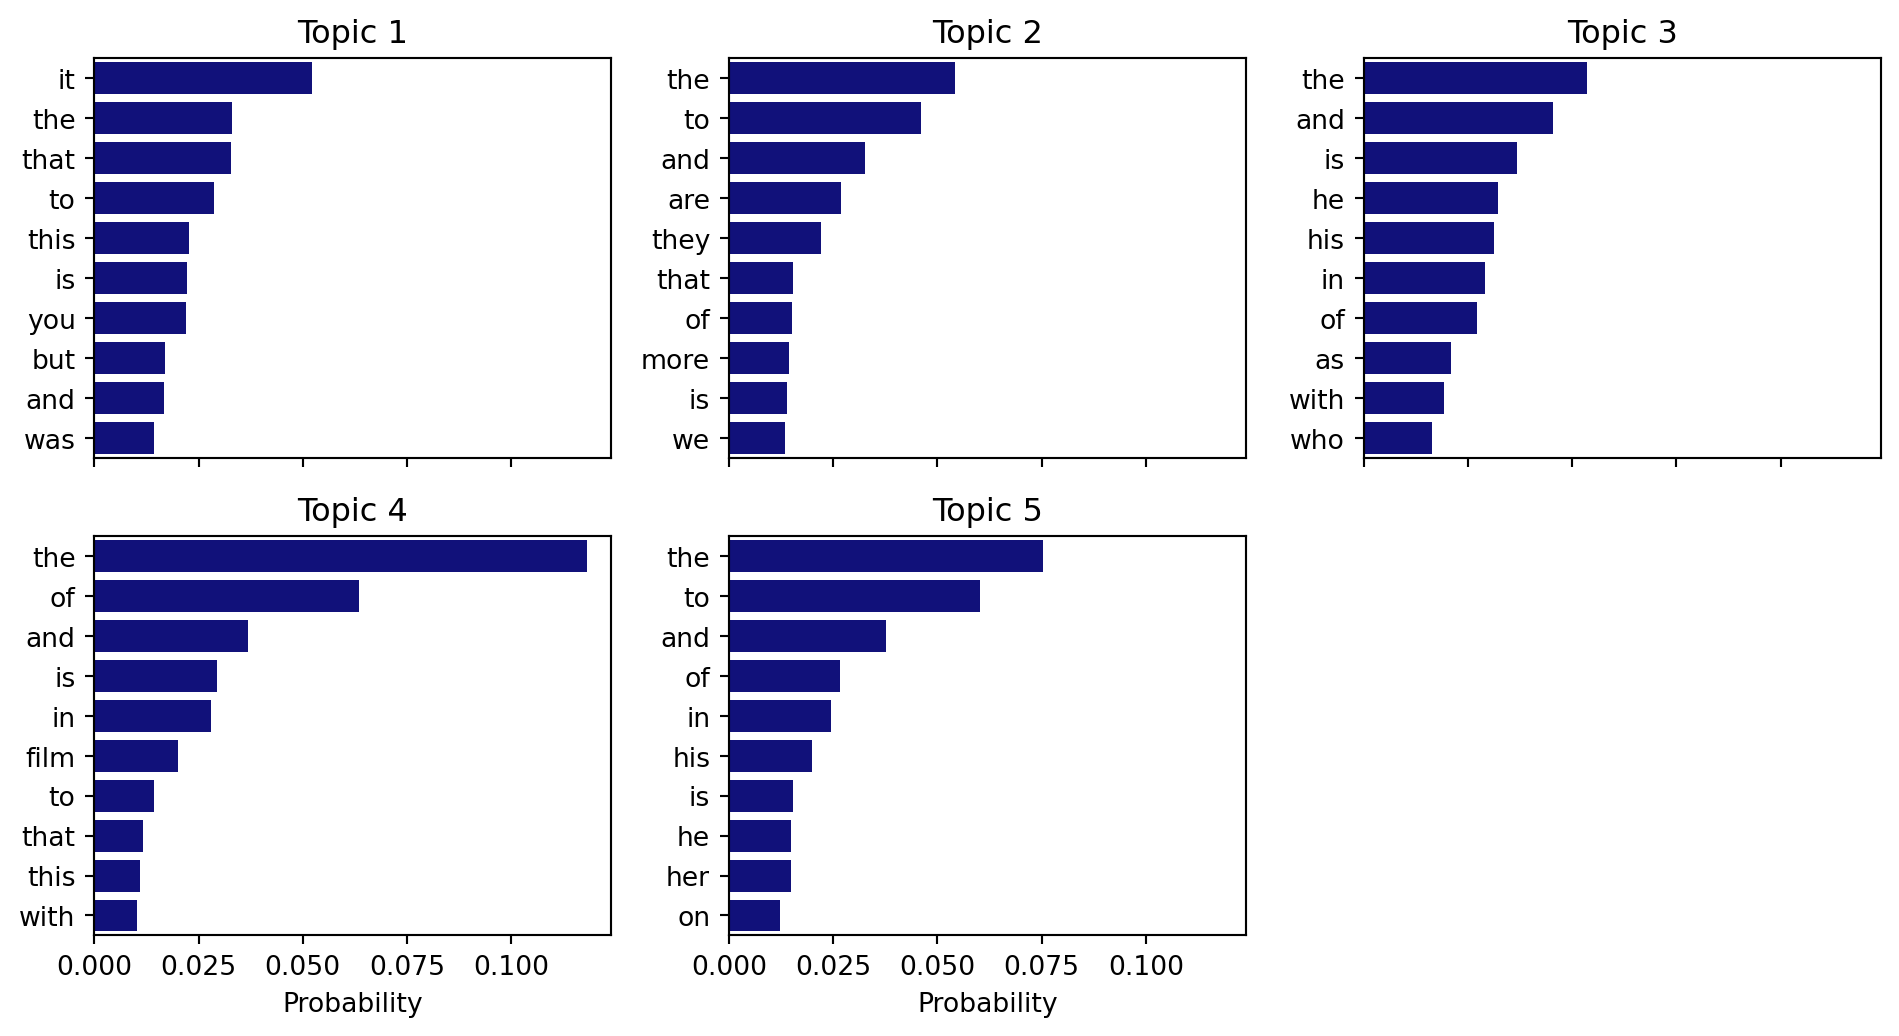 Topic 1
it
the
that
to
this
is
you
but
and
was
Topic 2
the
to
and
are
they
that
of
more
is
we
Topic 3
the
and
is
he
his
in
of
as
with
who
Topic 4
the
of
and
is
in
film
to
that
this
with
0.000 0.025 0.050 0.075 0.100
Probability
Topic 5
the
to
and
of
in
his
is
he
her
on
0.000 0.025 0.050 0.075 0.100
Probability